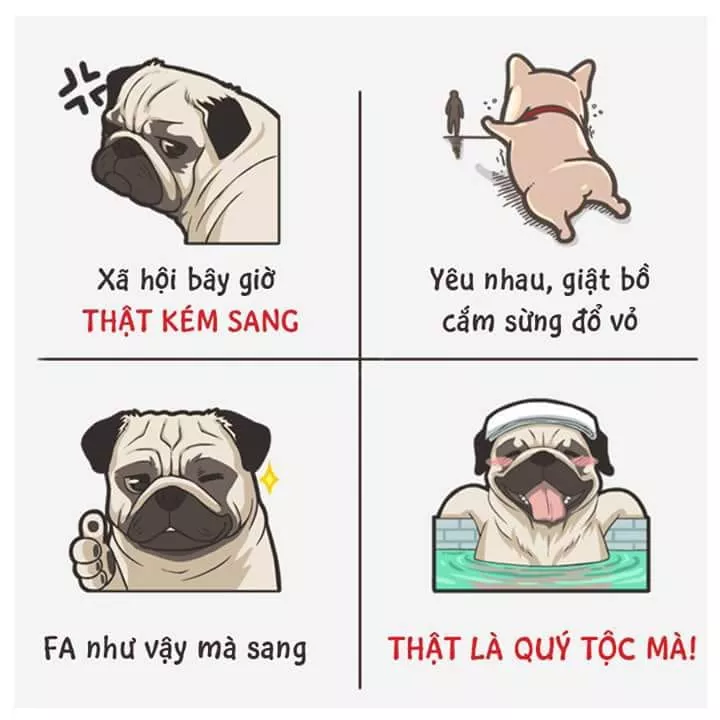 Xã hội bây giờ
THẬT KÉM SANG
Yêu nhau, giật bồ
cắm sừng đổ vỏ
FA như vậy mà sang
THẬT LÀ QUÝ TỘC MÀ!